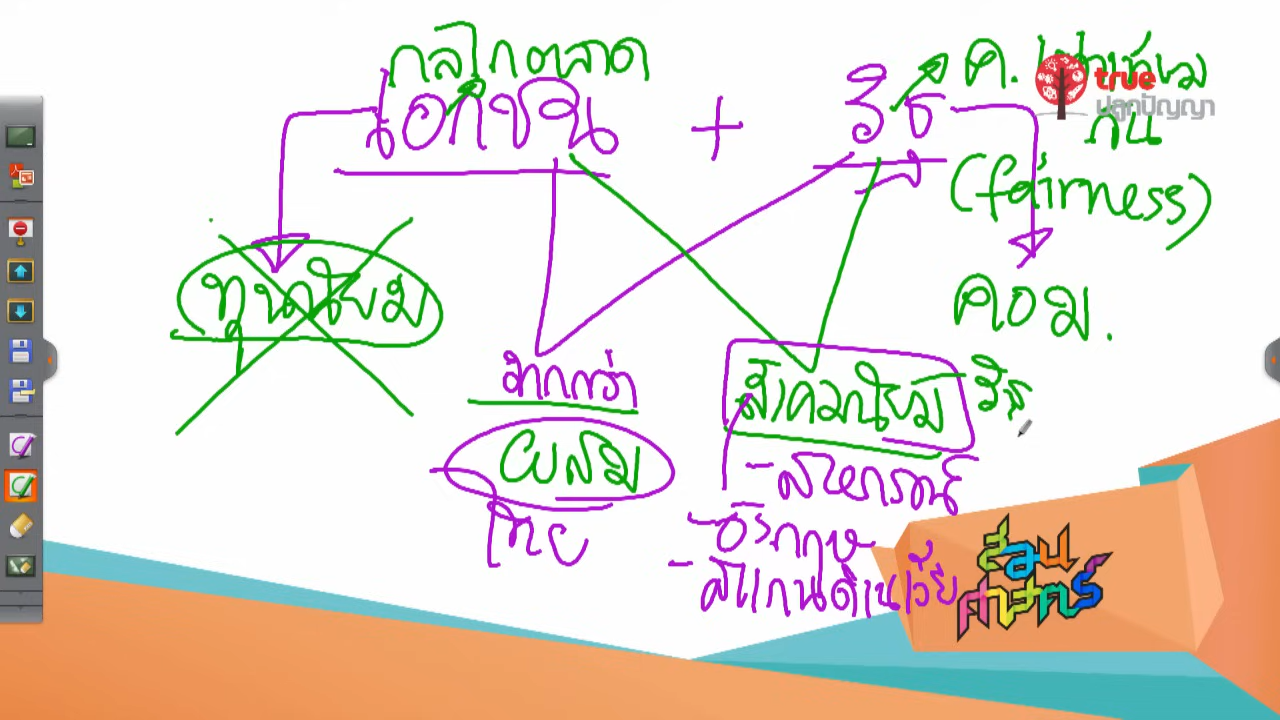 กลไกตลาด
ค. เท่าเทียม
กัน
(fairness)
true
ปลูกปัญญา
เอกชน + รัฐ
ทุนนิยม
คอม.
มากกว่า
สังคมนิยม รัฐ
ผสม
ไทย
- สหกรณ์
- อังกฤษ
- สแกนดิเนเวีย
สอน
ศาสตร์